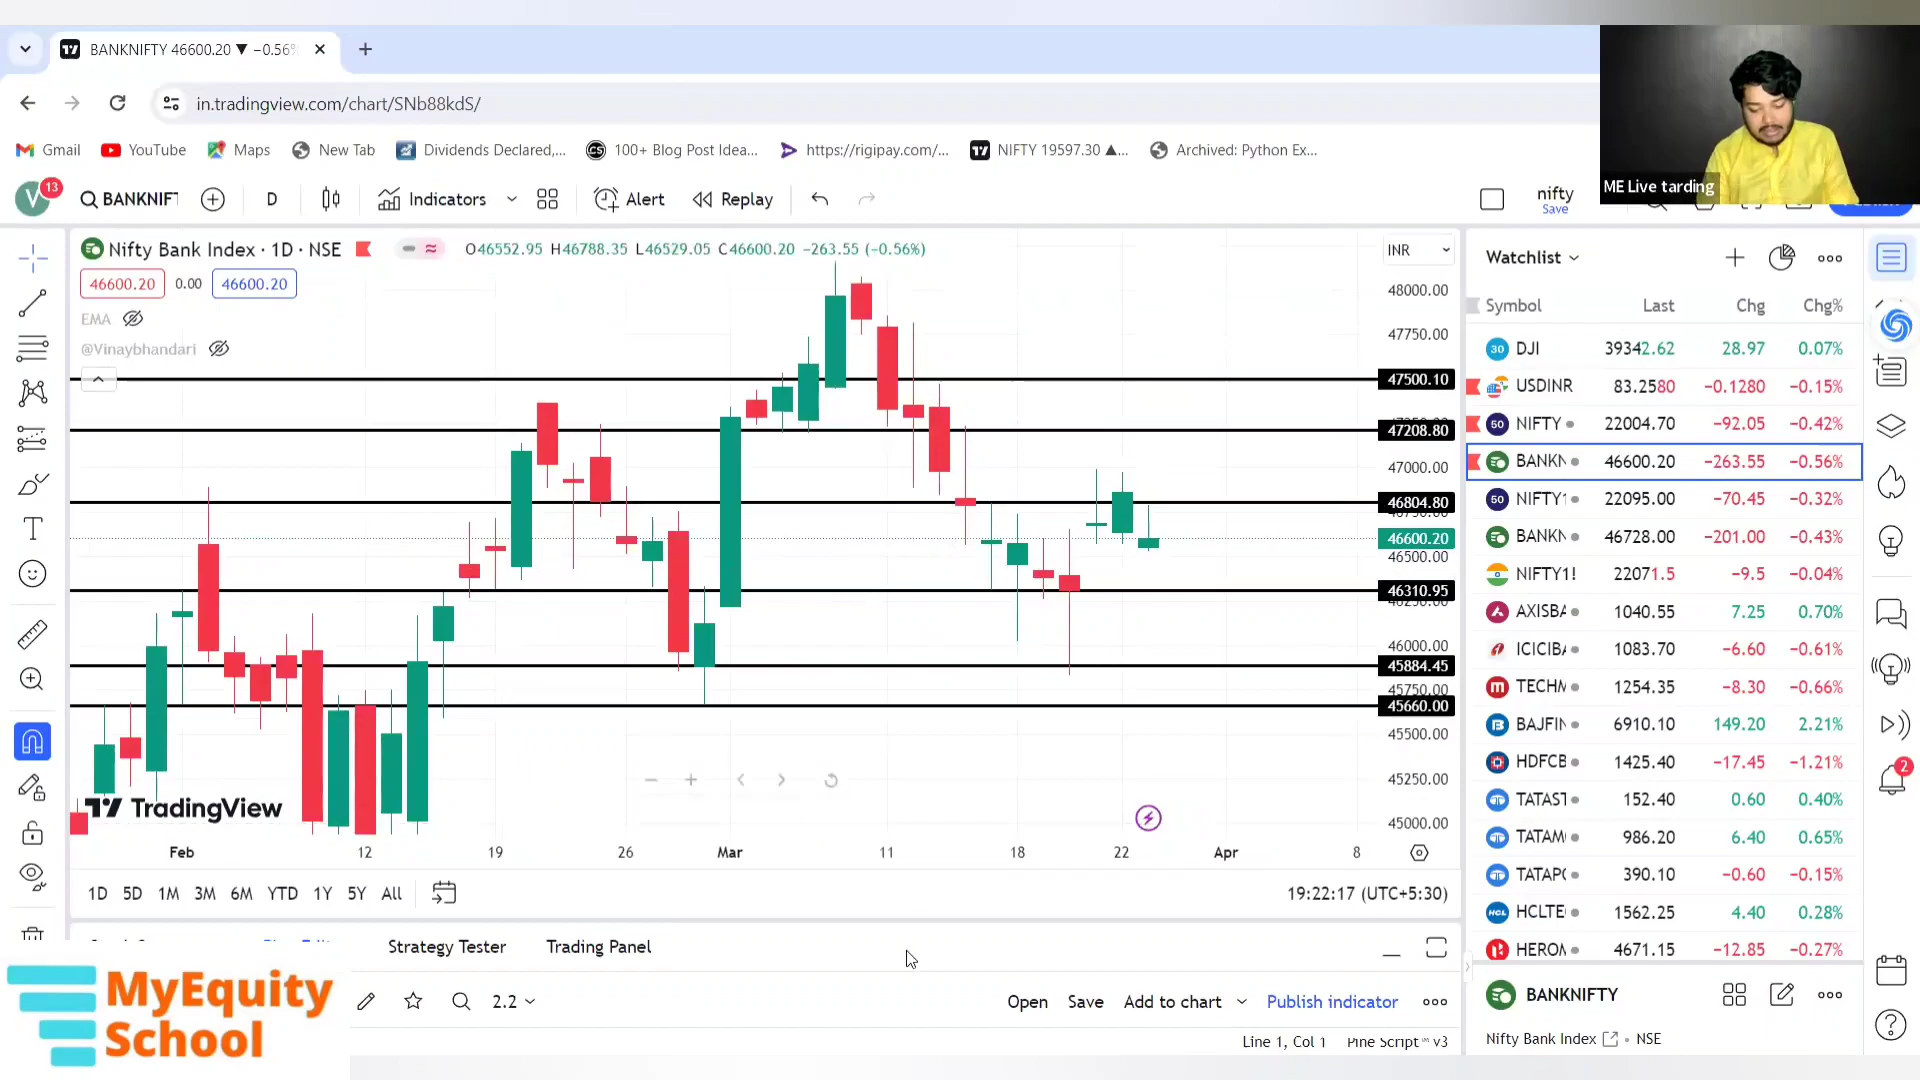 BANKNIFTY 46600.20 ▼ −0.56%
in.tradingview.com/chart/SNb88kdS/
Gmail YouTube Maps New Tab Dividends Declared,... 100+ Blog Post Idea... https://rigipay.com/... NIFTY 19597.30 ▲... Archived: Python Ex...
ME Live tarding
V 13 BANKNIFT D Indicators Alert Replay nifty
Save
Nifty Bank Index · 1D · NSE O46552.95 H46788.35 L46529.05 C46600.20 −263.55 (−0.56%) INR
46600.20 0.00 46600.20
EMA
@Vinaybhandari
48000.00
47750.00
47500.10
47208.80
47000.00
46804.80
46600.20
46500.00
46310.95
46000.00
45884.45
45750.00
45660.00
45500.00
45250.00
45000.00
TradingView
Feb 12 19 26 Mar 11 18 22 Apr 8
1D 5D 1M 3M 6M YTD 1Y 5Y All 19:22:17 (UTC+5:30)
Strategy Tester Trading Panel
2.2 Open Save Add to chart Publish indicator
Line 1, Col 1 Pine Script™ v3
MyEquity
School
Watchlist
Symbol Last Chg Chg%
30 DJI 39342.62 28.97 0.07%
USDINR 83.2580 −0.1280 −0.15%
50 NIFTY 22004.70 −92.05 −0.42%
BANKN 46600.20 −263.55 −0.56%
50 NIFTY1 22095.00 −70.45 −0.32%
BANKN 46728.00 −201.00 −0.43%
NIFTY1! 22071.5 −9.5 −0.04%
AXISBA 1040.55 7.25 0.70%
ICICIBA 1083.70 −6.60 −0.61%
TECHM 1254.35 −8.30 −0.66%
BAJFIN 6910.10 149.20 2.21%
HDFCB 1425.40 −17.45 −1.21%
TATAST 152.40 0.60 0.40%
TATAM 986.20 6.40 0.65%
TATAPO 390.10 −0.60 −0.15%
HCL HCLTE 1562.25 4.40 0.28%
HEROM 4671.15 −12.85 −0.27%
BANKNIFTY
Nifty Bank Index • NSE
2